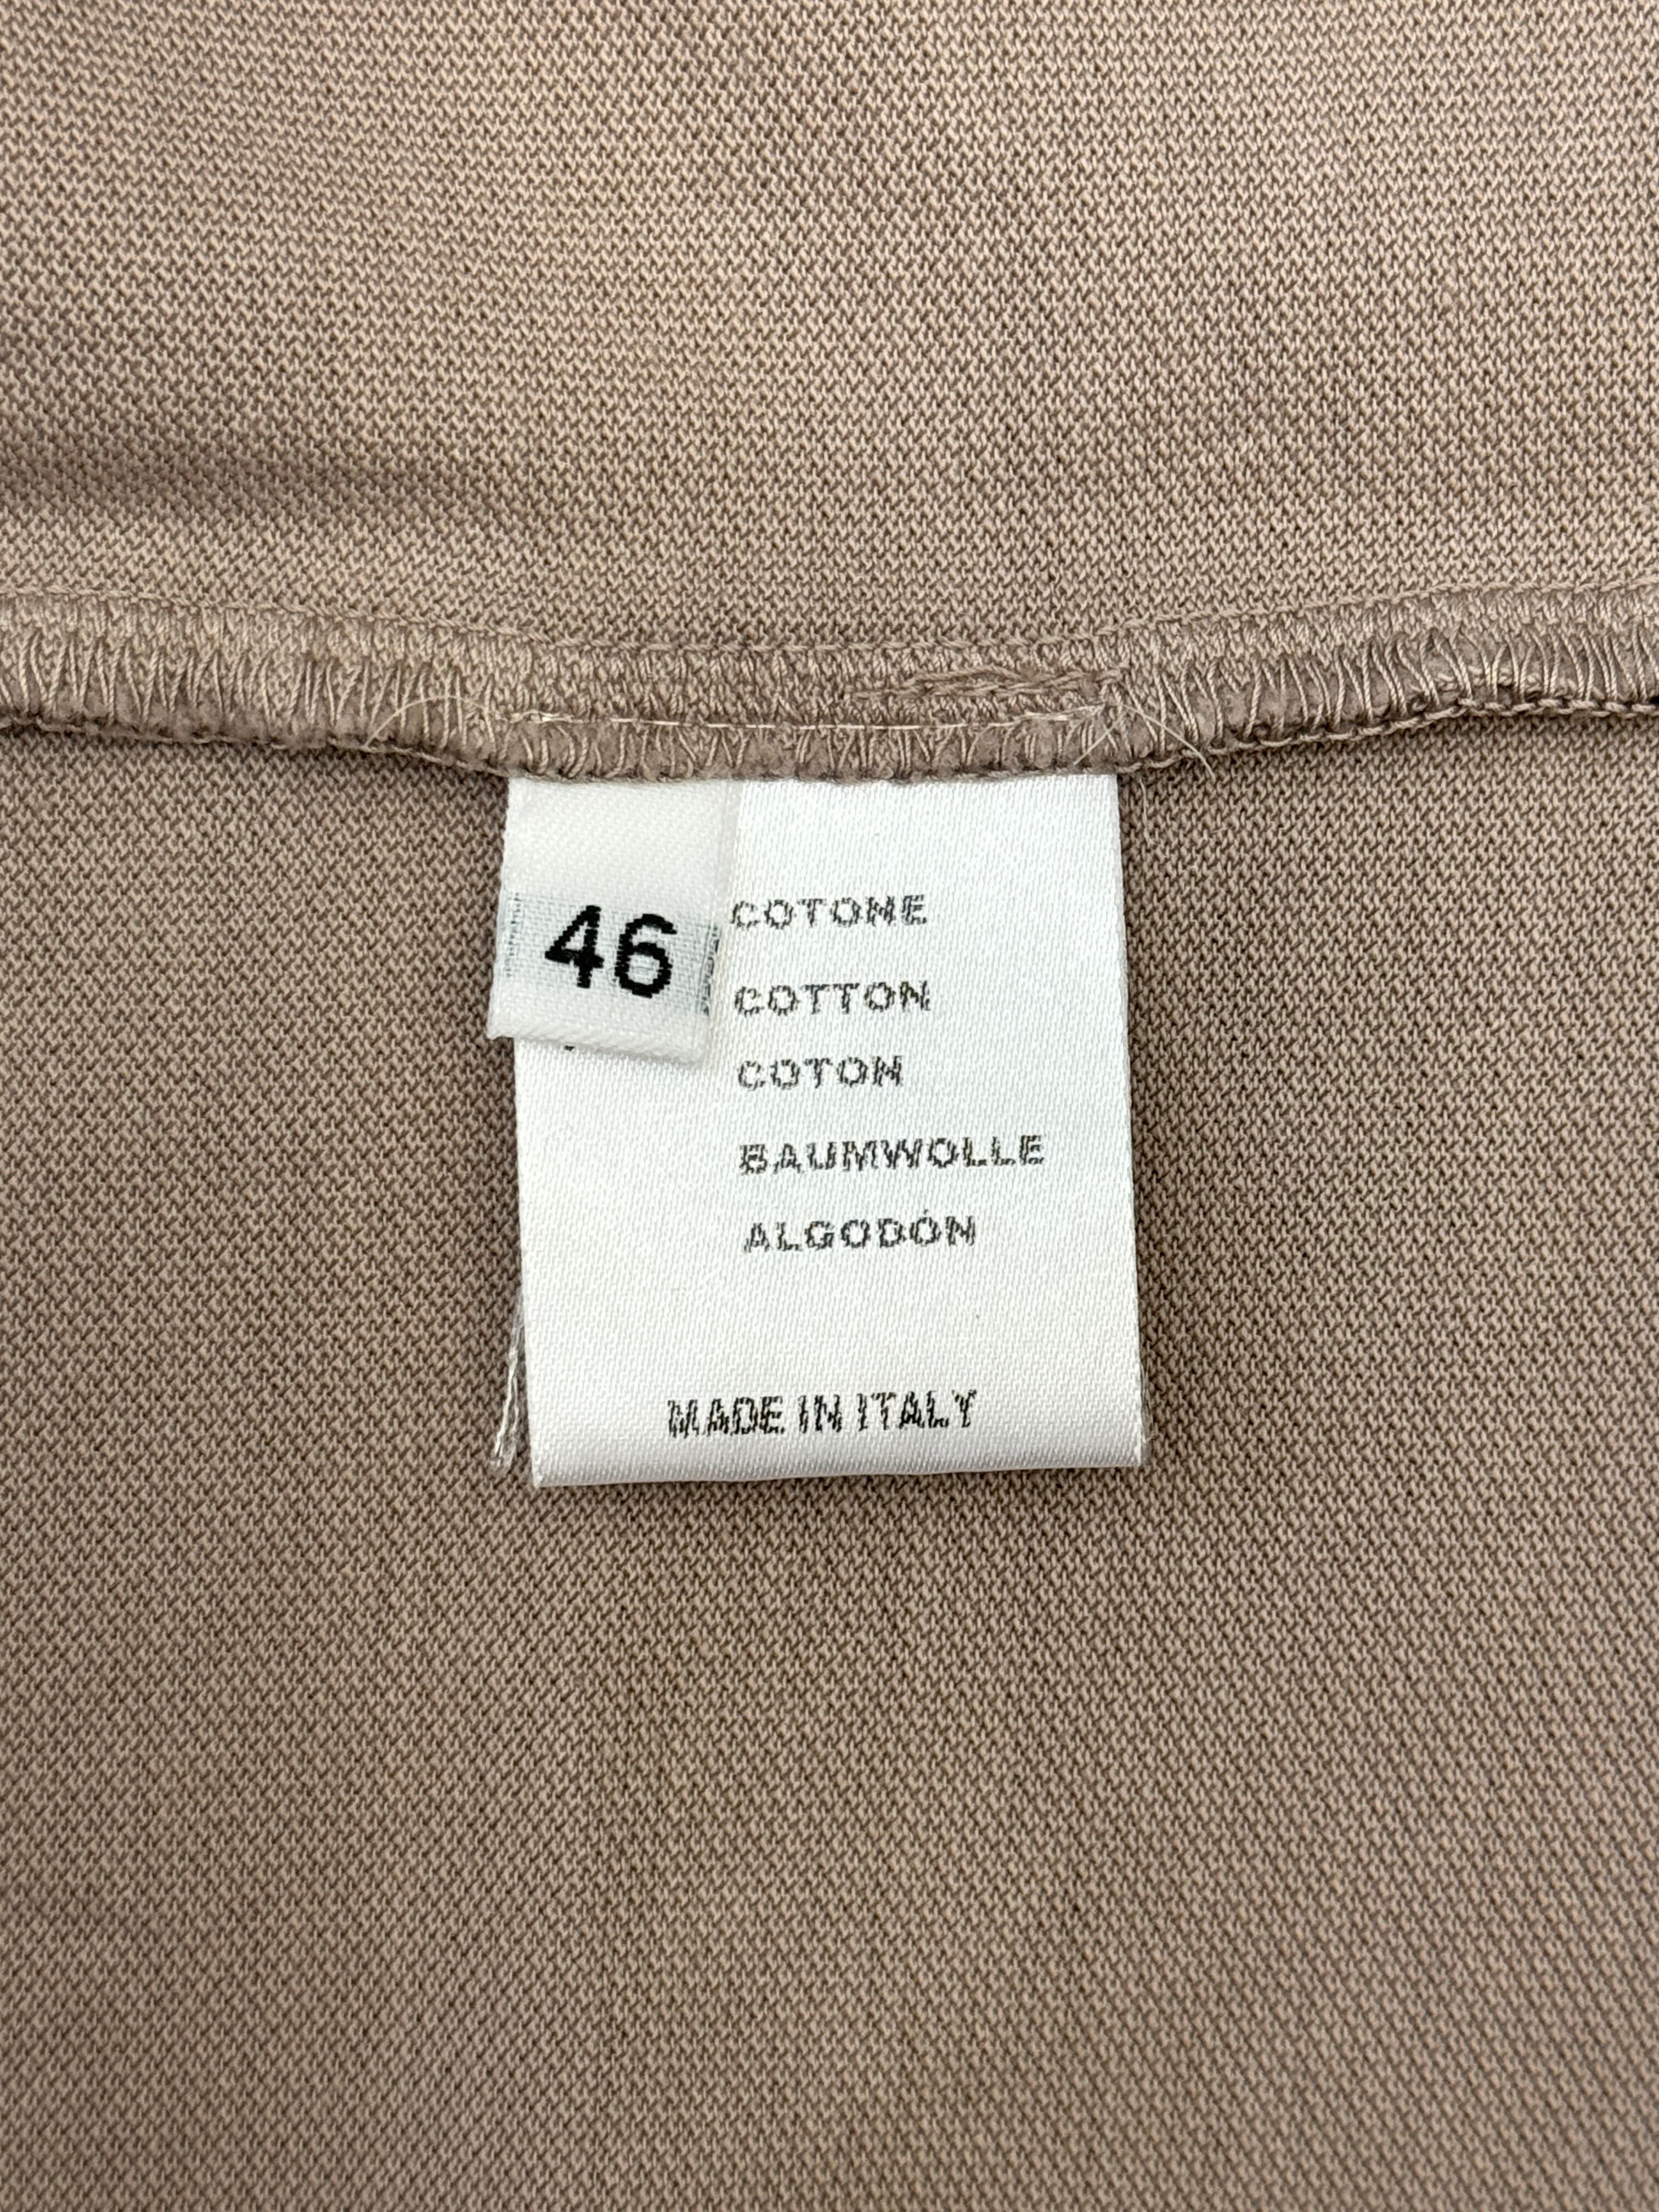 46
COTONE
COTTON
COTON
BAUMWOLLE
ALGODÓN
MADE IN ITALY